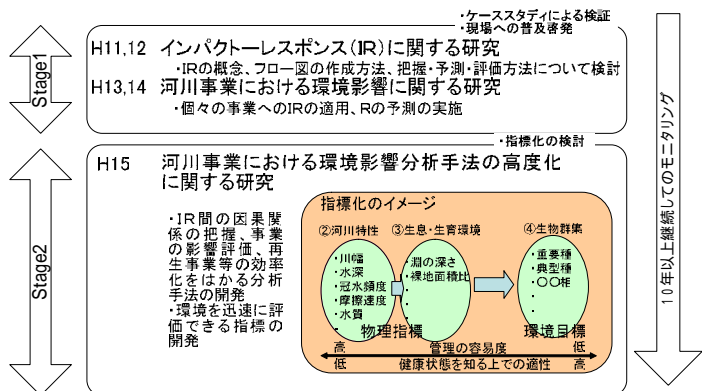 ・ケーススタディによる検証
・現場への普及啓発
Stage1
H11,12 インパクトーレスポンス(IR)に関する研究
・IRの概念、フロー図の作成方法、把握・予測・評価方法について検討
H13,14 河川事業における環境影響に関する研究
・個々の事業へのIRの適用、Rの予測の実施
・指標化の検討
Stage2
H15 河川事業における環境影響分析手法の高度化
に関する研究
・IR間の因果関
係の把握、事業
の影響評価、再
生事業等の効率
化をはかる分析
手法の開発
・環境を迅速に評
価できる指標の
開発
指標化のイメージ
②河川特性
・川幅
・水深
・冠水頻度
・摩擦速度
・水質
・
・
③生息・生育環境
・淵の深さ
・裸地面積比
・
・
・
④生物群集
・重要種
・典型種
・〇〇相
・
・
物理指標
環境目標
高 管理の容易度 低
低 健康状態を知る上での適性 高
10年以上継続してのモニタリング